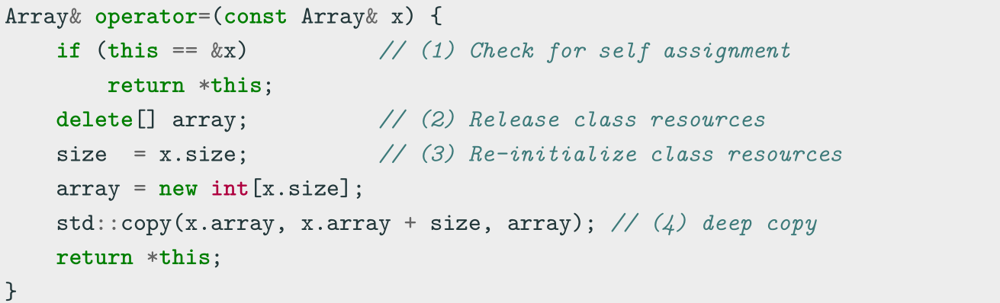 Array& operator=(const Array& x) {
    if (this == &x)          // (1) Check for self assignment
        return *this;
    delete[] array;          // (2) Release class resources
    size  = x.size;          // (3) Re-initialize class resources
    array = new int[x.size];
    std::copy(x.array, x.array + size, array); // (4) deep copy
    return *this;
}